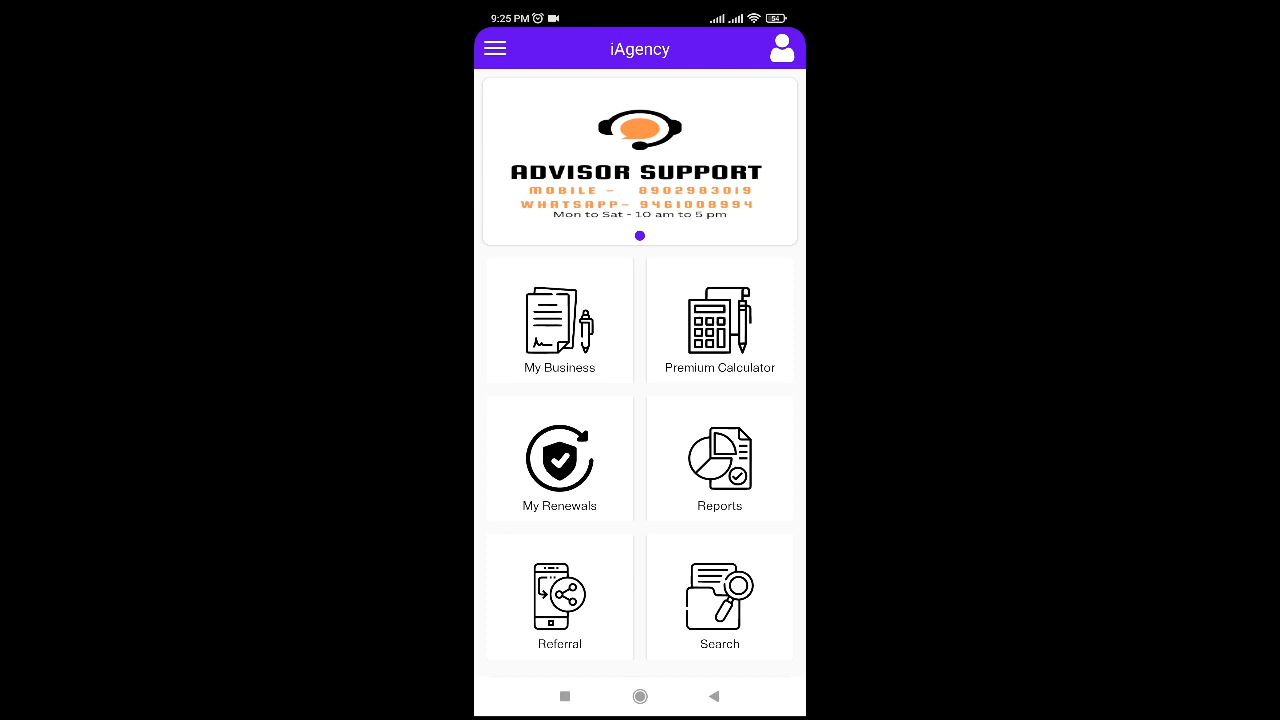 9:25 PM
54
iAgency
ADVISOR SUPPORT
MOBILE - 8902983019
WHATSAPP- 9461008994
Mon to Sat - 10 am to 5 pm
My Business
Premium Calculator
My Renewals
Reports
Referral
Search